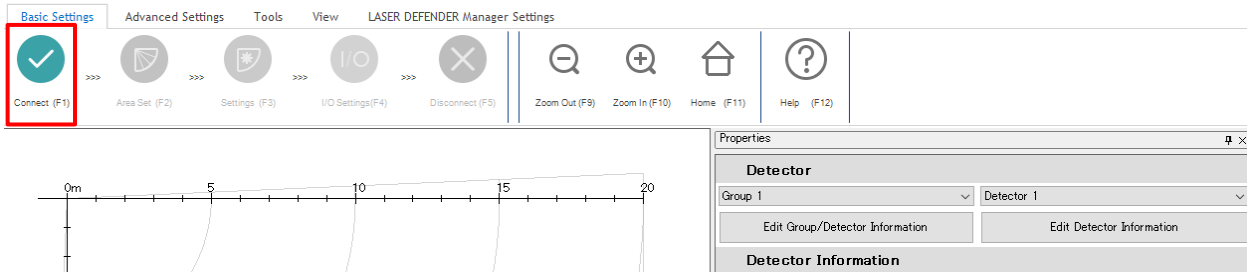 Basic Settings Advanced Settings Tools View LASER DEFENDER Manager Settings
I/O
>>> >>> >>> >>>
Connect (F1) Area Set (F2) Settings (F3) I/O Settings(F4) Disconnect (F5) Zoom Out (F9) Zoom In (F10) Home (F11) Help (F12)
Properties
Detector
0m 5 10 15 20
Group 1 Detector 1
Edit Group/Detector Information Edit Detector Information
Detector Information